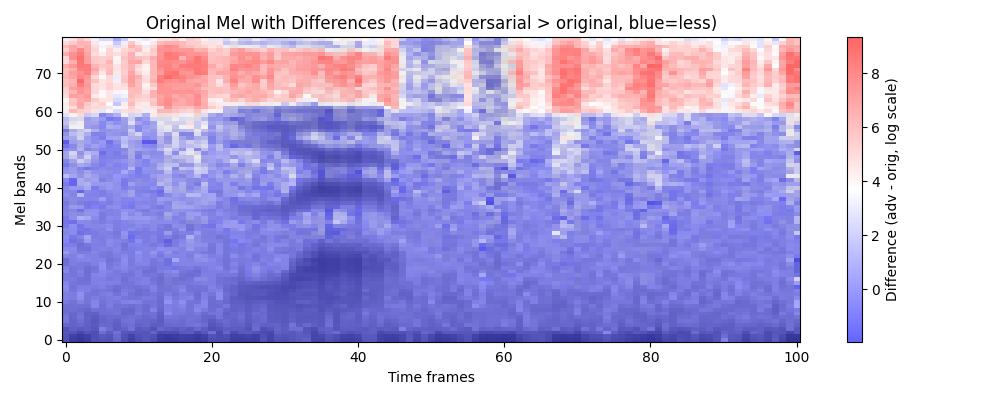 Original Mel with Differences (red=adversarial > original, blue=less)
70
60
50
40
30
20
10
0
Mel bands
0 20 40 60 80 100
Time frames
8
6
4
2
0
Difference (adv - orig, log scale)